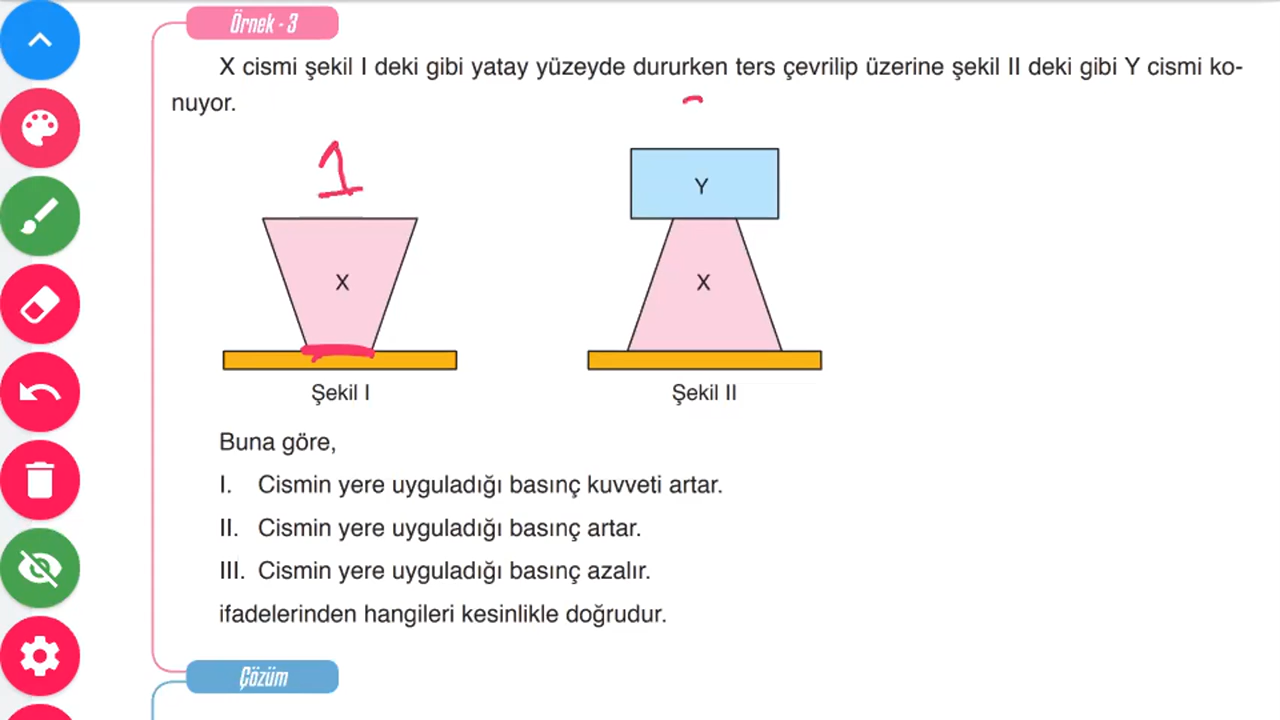 Örnek - 3
X cismi şekil I deki gibi yatay yüzeyde dururken ters çevrilip üzerine şekil II deki gibi Y cismi ko-
nuyor.
1
Y
X
X
Şekil I
Şekil II
Buna göre,
I. Cismin yere uyguladığı basınç kuvveti artar.
II. Cismin yere uyguladığı basınç artar.
III. Cismin yere uyguladığı basınç azalır.
ifadelerinden hangileri kesinlikle doğrudur.
Çözüm